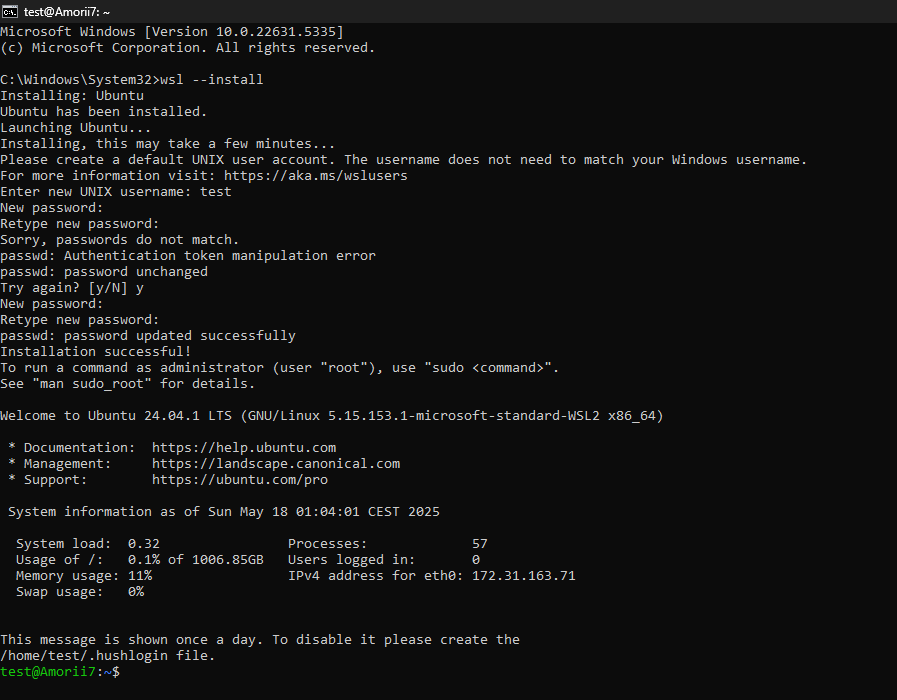 test@Amorii7: ~
Microsoft Windows [Version 10.0.22631.5335]
(c) Microsoft Corporation. All rights reserved.
C:\Windows\System32>wsl --install
Installing: Ubuntu
Ubuntu has been installed.
Launching Ubuntu...
Installing, this may take a few minutes...
Please create a default UNIX user account. The username does not need to match your Windows username.
For more information visit: https://aka.ms/wslusers
Enter new UNIX username: test
New password:
Retype new password:
Sorry, passwords do not match.
passwd: Authentication token manipulation error
passwd: password unchanged
Try again? [y/N] y
New password:
Retype new password:
passwd: password updated successfully
Installation successful!
To run a command as administrator (user "root"), use "sudo <command>".
See "man sudo_root" for details.
Welcome to Ubuntu 24.04.1 LTS (GNU/Linux 5.15.153.1-microsoft-standard-WSL2 x86_64)
* Documentation:  https://help.ubuntu.com
* Management:     https://landscape.canonical.com
* Support:        https://ubuntu.com/pro
System information as of Sun May 18 01:04:01 CEST 2025
System load:  0.32                Processes:             57
Usage of /:   0.1% of 1006.85GB   Users logged in:       0
Memory usage: 11%                 IPv4 address for eth0: 172.31.163.71
Swap usage:   0%
This message is shown once a day. To disable it please create the
/home/test/.hushlogin file.
test@Amorii7:~$